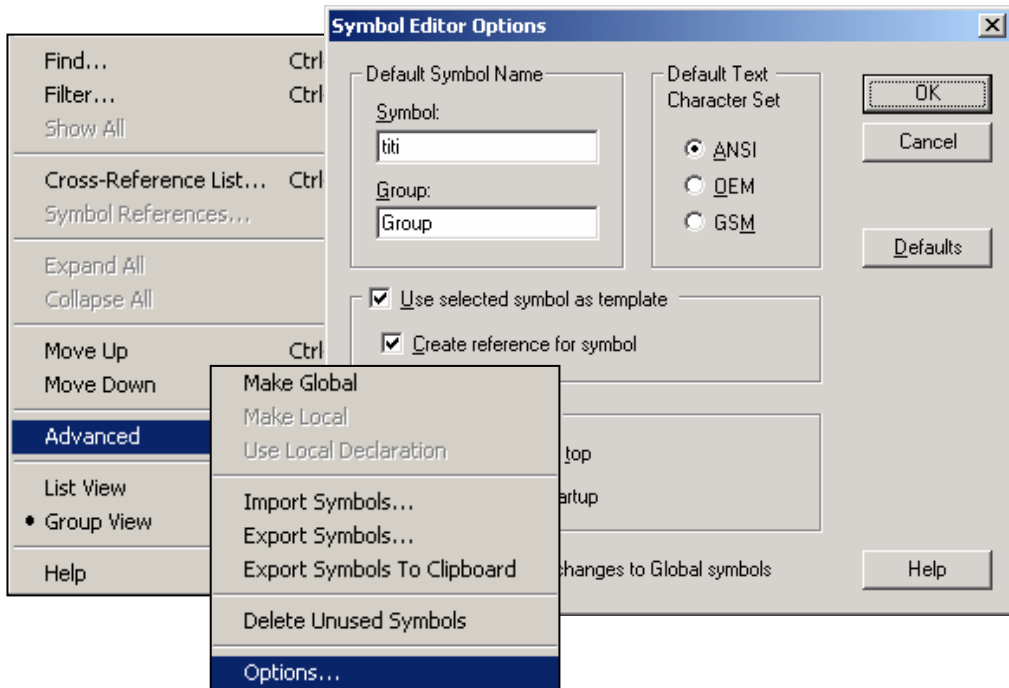 Symbol Editor Options
Find... Ctrl
Filter... Ctrl
Show All
Cross-Reference List... Ctrl
Symbol References...
Expand All
Collapse All
Move Up Ctrl
Move Down
Advanced
List View
Group View
Help
Make Global
Make Local
Use Local Declaration
Import Symbols...
Export Symbols...
Export Symbols To Clipboard
Delete Unused Symbols
Options...
Default Symbol Name
Symbol:
titi
Group:
Group
Default Text
Character Set
ANSI
OEM
GSM
OK
Cancel
Defaults
Use selected symbol as template
Create reference for symbol
top
changes to Global symbols
Help